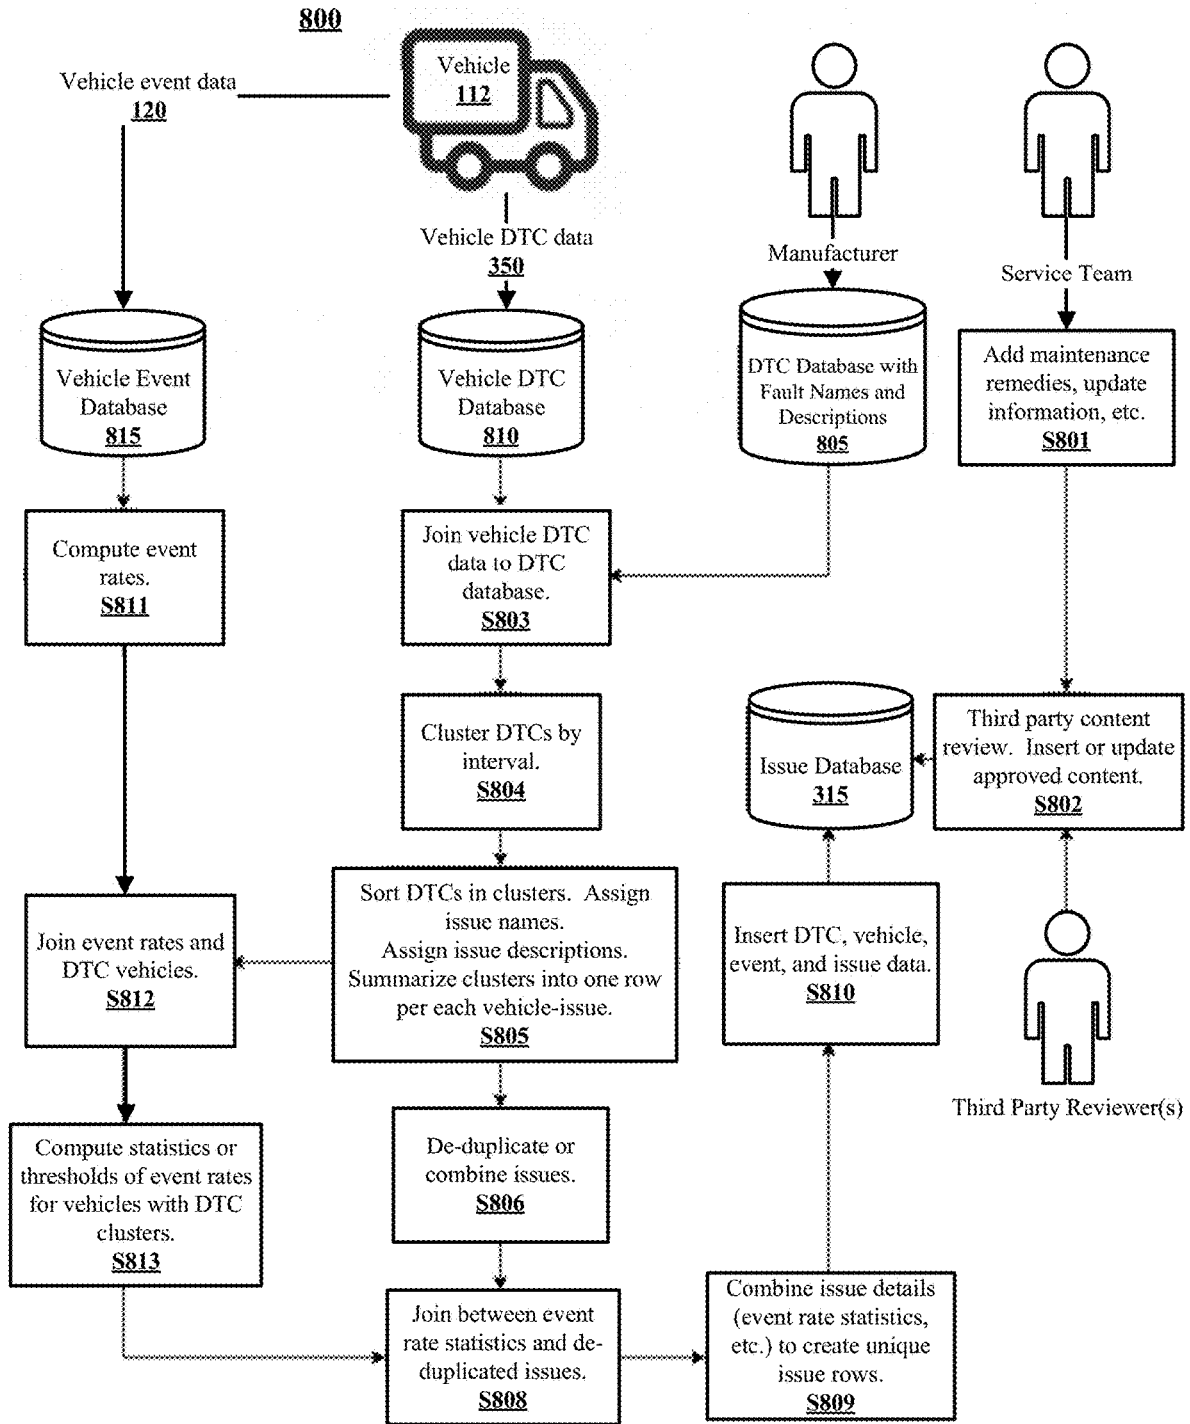 800
Vehicle event data
120
Vehicle
112
Vehicle DTC data
350
Manufacturer
Service Team
Vehicle Event
Database
815
Vehicle DTC
Database
810
DTC Database with
Fault Names and
Descriptions
805
Add maintenance
remedies, update
information, etc.
S801
Compute event
rates.
S811
Join vehicle DTC
data to DTC
database.
S803
Cluster DTCs by
interval.
S804
Issue Database
315
Third party content
review.  Insert or update
approved content.
S802
Sort DTCs in clusters.  Assign
issue names.
Assign issue descriptions.
Summarize clusters into one row
per each vehicle-issue.
S805
Join event rates and
DTC vehicles.
S812
Insert DTC, vehicle,
event, and issue data.
S810
Third Party Reviewer(s)
Compute statistics or
thresholds of event rates
for vehicles with DTC
clusters.
S813
De-duplicate or
combine issues.
S806
Join between event
rate statistics and de-
duplicated issues.
S808
Combine issue details
(event rate statistics,
etc.) to create unique
issue rows.
S809